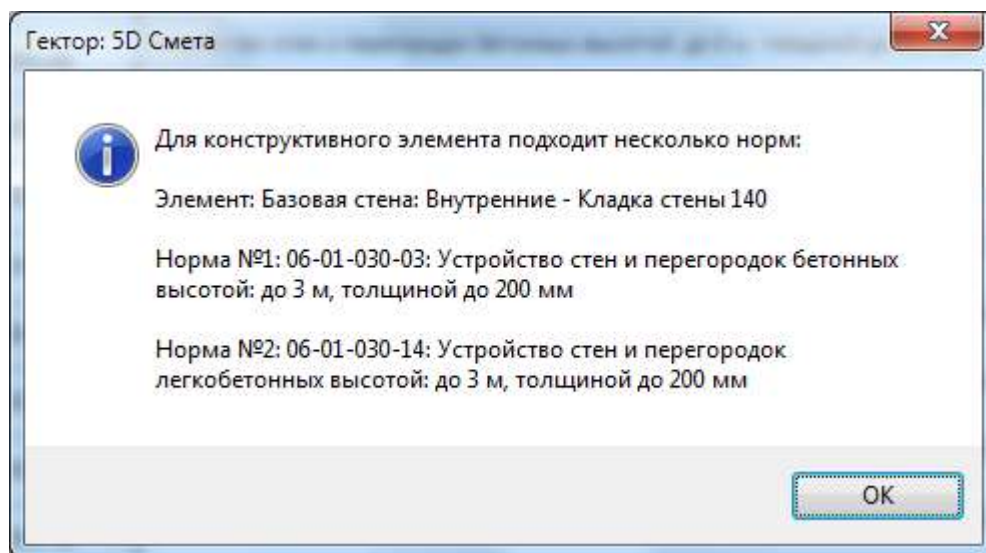 Гектор: 5D Смета
Для конструктивного элемента подходит несколько норм:
Элемент: Базовая стена: Внутренние - Кладка стены 140
Норма №1: 06-01-030-03: Устройство стен и перегородок бетонных
высотой: до 3 м, толщиной до 200 мм
Норма №2: 06-01-030-14: Устройство стен и перегородок
легкобетонных высотой: до 3 м, толщиной до 200 мм
OK